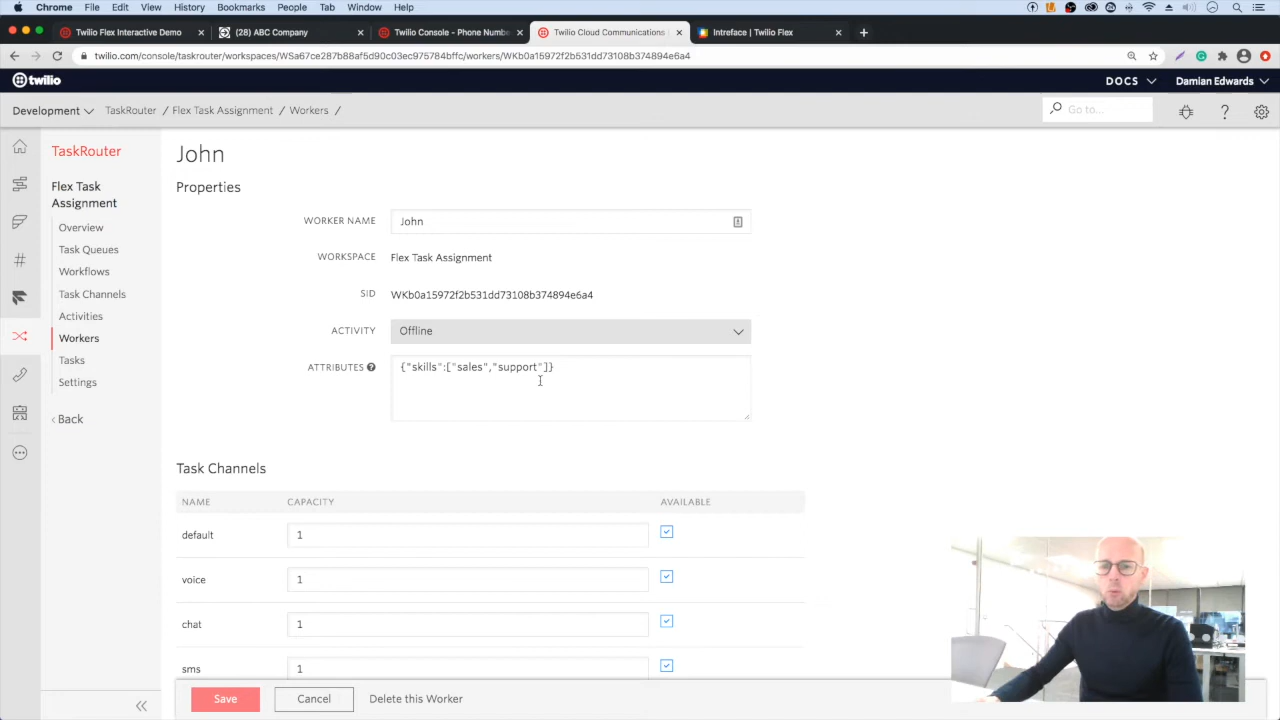 Chrome File Edit View History Bookmarks People Tab Window Help
Twilio Flex Interactive Demo
(28) ABC Company
Twilio Console - Phone Numbe
Twilio Cloud Communications
Intreface | Twilio Flex
twilio.com/console/taskrouter/workspaces/WSa67ce287b88af5d90c03ec975784bffc/workers/WKb0a15972f2b531dd73108b374894e6a4
twilio
DOCS
Damian Edwards
Development
TaskRouter / Flex Task Assignment / Workers /
Go to...
TaskRouter
Flex Task
Assignment
Overview
Task Queues
Workflows
Task Channels
Activities
Workers
Tasks
Settings
Back
John
Properties
WORKER NAME
John
WORKSPACE
Flex Task Assignment
SID
WKb0a15972f2b531dd73108b374894e6a4
ACTIVITY
Offline
ATTRIBUTES
{"skills":["sales","support"]}
Task Channels
NAME CAPACITY AVAILABLE
default 1
voice 1
chat 1
sms 1
Save
Cancel
Delete this Worker